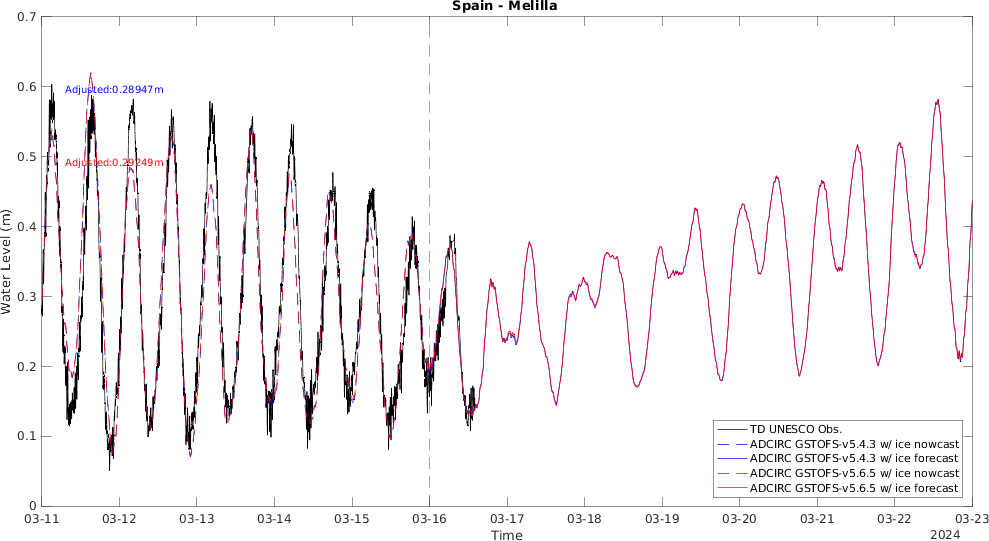 Spain - Melilla
Water Level (m)
0.7
0.6
0.5
0.4
0.3
0.2
0.1
0
Adjusted:0.28947m
Adjusted:0.29249m
TD UNESCO Obs.
ADCIRC GSTOFS-v5.4.3 w/ ice nowcast
ADCIRC GSTOFS-v5.4.3 w/ ice forecast
ADCIRC GSTOFS-v5.6.5 w/ ice nowcast
ADCIRC GSTOFS-v5.6.5 w/ ice forecast
03-11 03-12 03-13 03-14 03-15 03-16 03-17 03-18 03-19 03-20 03-21 03-22 03-23
Time
2024